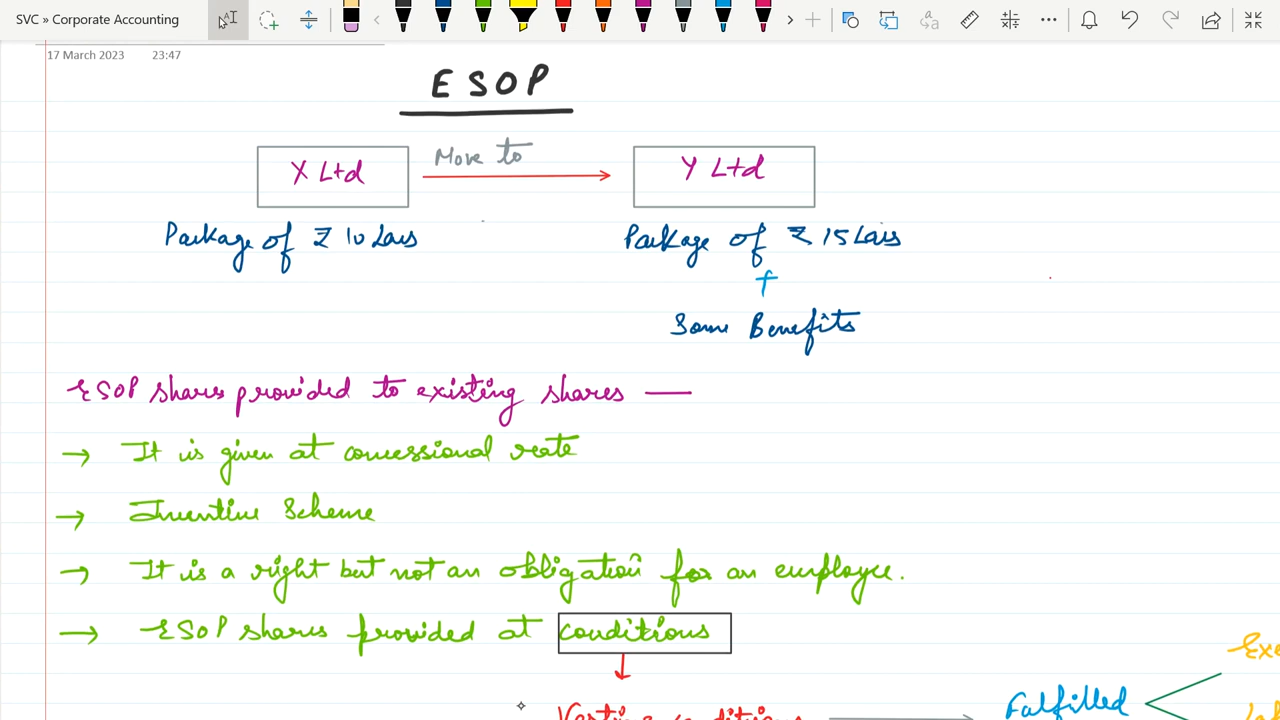 SVC » Corporate Accounting
17 March 2023 23:47
ESOP
X Ltd Move to Y Ltd
Package of ₹ 10 Lacs Package of ₹ 15 Lacs
Some Benefits
ESOP shares provided to existing shares —
→ It is given at concessional rate
→ Incentive Scheme
→ It is a right but not an obligation for an employee.
→ ESOP shares provided at conditions
Vesting conditions Fulfilled